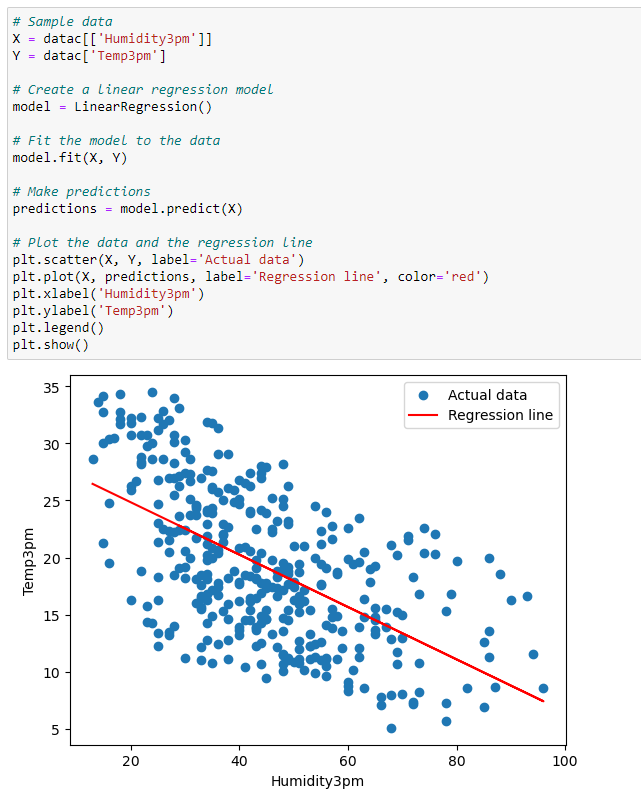 # Sample data
X = datac[['Humidity3pm']]
Y = datac['Temp3pm']
# Create a linear regression model
model = LinearRegression()
# Fit the model to the data
model.fit(X, Y)
# Make predictions
predictions = model.predict(X)
# Plot the data and the regression line
plt.scatter(X, Y, label='Actual data')
plt.plot(X, predictions, label='Regression line', color='red')
plt.xlabel('Humidity3pm')
plt.ylabel('Temp3pm')
plt.legend()
plt.show()
Actual data
Regression line
35
30
25
20
15
10
5
Temp3pm
20 40 60 80 100
Humidity3pm